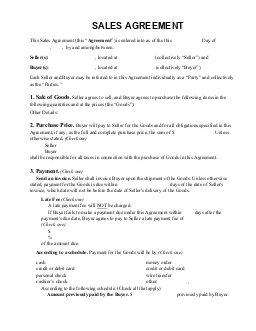 SALES AGREEMENT
This Sales Agreement (this “Agreement”) is entered into as of the this Day of
, , by and among/between:
Seller(s): , located at (collectively “Seller”) and
Buyer(s): , located at (collectively “Buyer”).
Each Seller and Buyer may be referred to in this Agreement individually as a “Party” and collectively
as the “Parties.”
1. Sale of Goods. Seller agrees to sell, and Buyer agrees to purchase the following items in the
following quantities and at the prices (the “Goods”):
Other Details:
2. Purchase Price. Buyer will pay to Seller for the Goods and for all obligations specified in this
Agreement, if any, as the full and complete purchase price, the sum of $ . Unless
otherwise stated, (Check one)
Seller
Buyer
shall be responsible for all taxes in connection with the purchase of Goods in this Agreement.
3. Payment. (Check one)
Send an invoice. Seller shall invoice Buyer upon the shipment of the Goods. Unless otherwise
stated, payment for the Goods is due within days of the date of Seller’s
invoice, which date will not be before the date of Seller’s delivery of the Goods.
Late Fee (Check one)
A late payment fee will NOT be charged.
If Buyer fails to make a payment due under this Agreement within days after the
payment’s due date, Buyer agrees to pay to Seller a late payment fee of
(Check one)
$
%
of the amount due.
According to a schedule. Payment for the Goods will be by (Check one)
cash money order
credit or debit card credit or debit card
personal check wire transfer
cashier’s check other ,
According to the following schedule: (Check all that apply)
Amount previously paid by the Buyer. $ previously paid by Buyer.